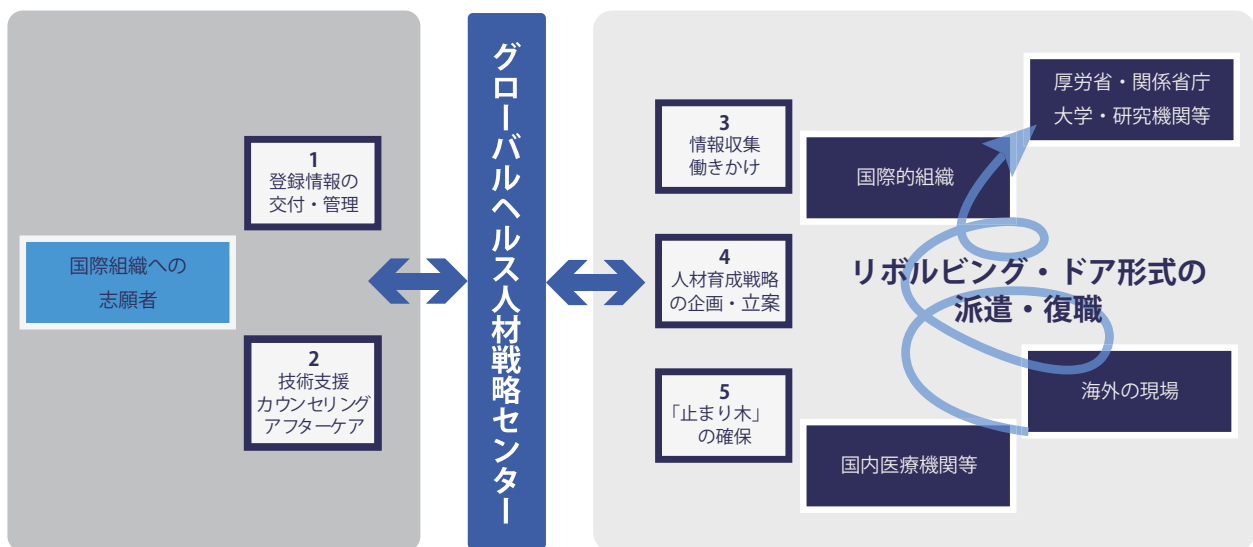 国際組織への
志願者
1
登録情報の
交付・管理
2
技術支援
カウンセリング
アフターケア
グローバルヘルス人材戦略センター
3
情報収集
働きかけ
4
人材育成戦略
の企画・立案
5
「止まり木」
の確保
厚労省・関係省庁
大学・研究機関等
国際的組織
リボルビング・ドア形式の
派遣・復職
海外の現場
国内医療機関等